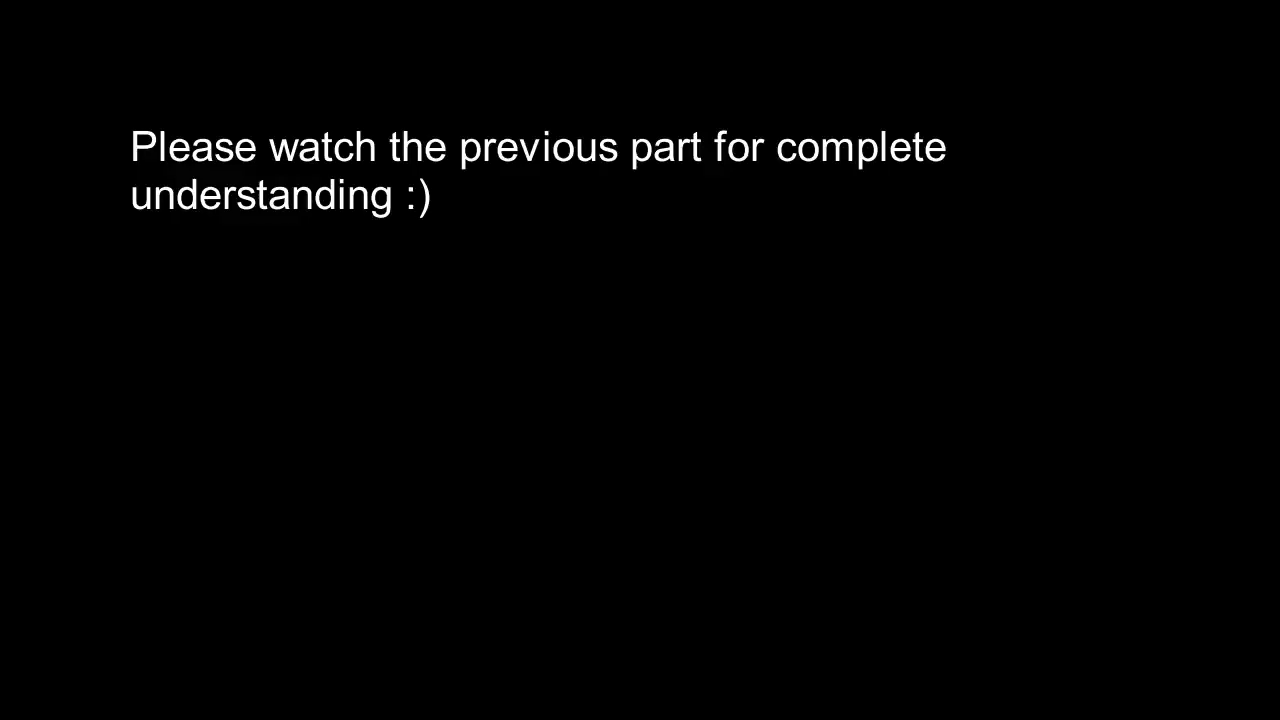 Please watch the previous part for complete
understanding :)